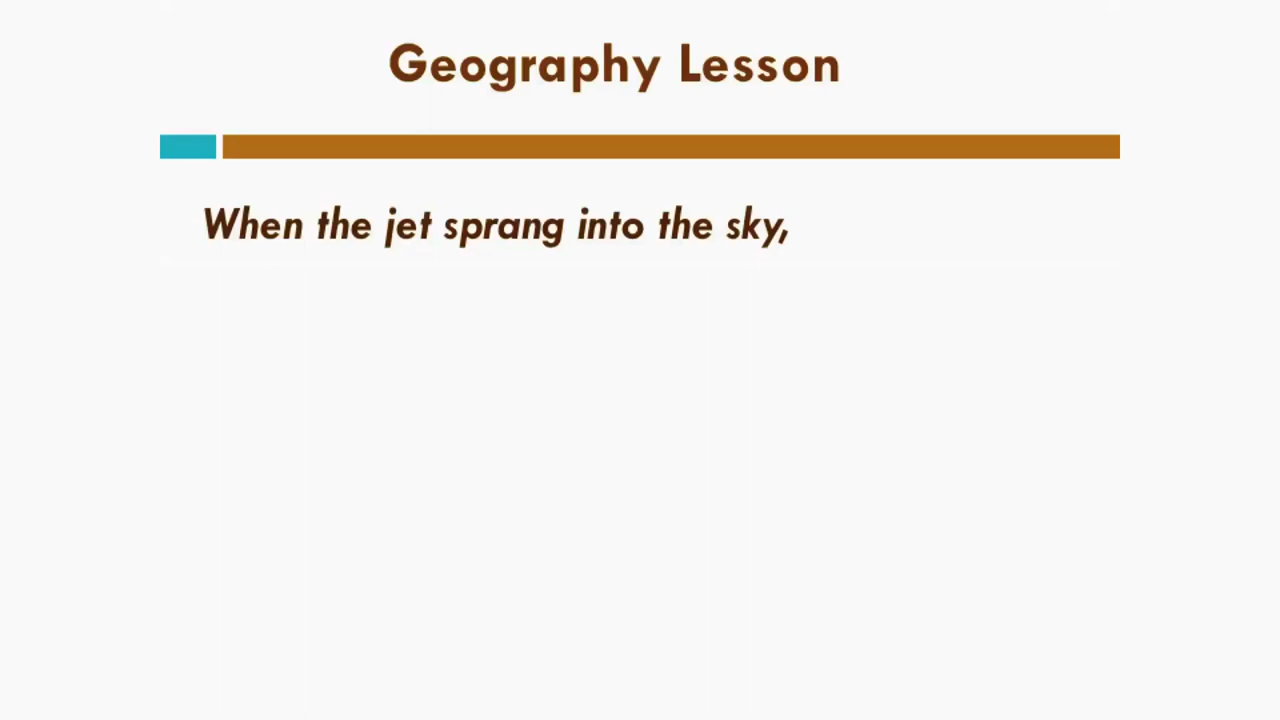 Geography Lesson
When the jet sprang into the sky,